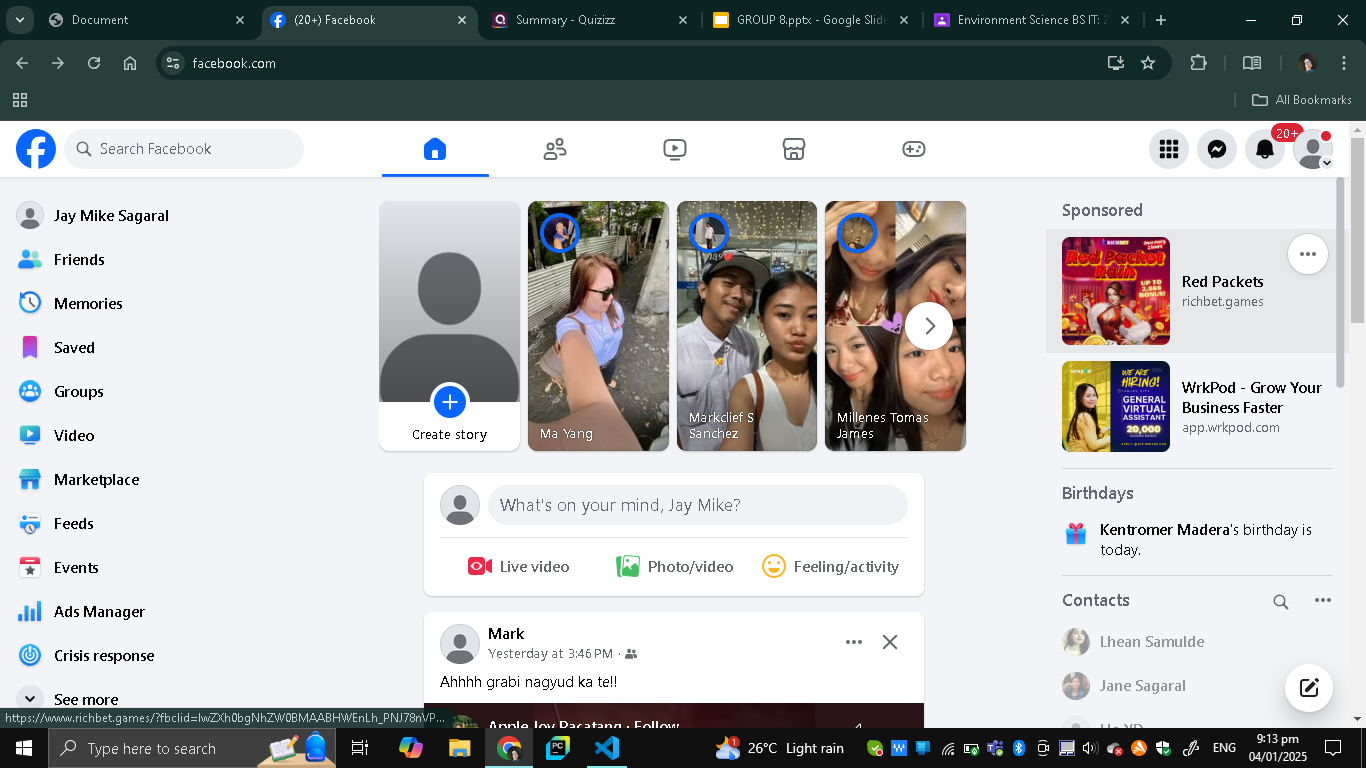 Document
(20+) Facebook
Summary - Quizizz
GROUP 8.pptx - Google Slide
Environment Science BS IT: 2
facebook.com
All Bookmarks
Search Facebook
20+
Jay Mike Sagaral
Friends
Memories
Saved
Groups
Video
Marketplace
Feeds
Events
Ads Manager
Crisis response
See more
Create story
Ma Yang
Markclief S
Sanchez
Millenes Tomas
James
What's on your mind, Jay Mike?
Live video
Photo/video
Feeling/activity
Mark
Yesterday at 3:46 PM ·
Ahhhh grabi nagyud ka te!!
Apple Joy Pacatang · Follow
Sponsored
RICHBET
Red Packet
Rain
UP TO
BONUS!
Red Packets
richbet.games
wrkpod
WE ARE
HIRING!
GENERAL
VIRTUAL
ASSISTANT
20,000
WrkPod - Grow Your
Business Faster
app.wrkpod.com
Birthdays
Kentromer Madera's birthday is
today.
Contacts
Lhean Samulde
Jane Sagaral
https://www.richbet.games/?fbclid=IwZXh0bgNhZW0BMAABHWEnLh_PNJ78nVP...
Type here to search
PC
1
26°C Light rain
ENG
9:13 pm
04/01/2025